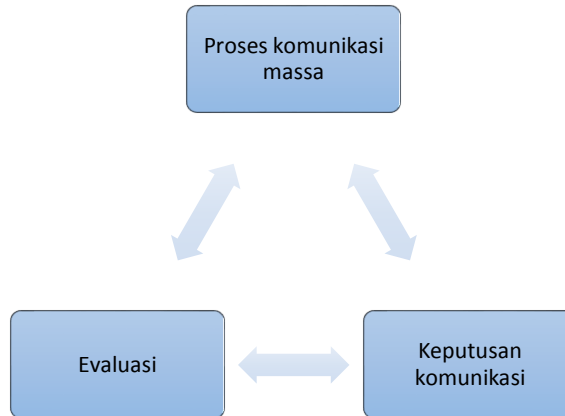 Proses komunikasi
massa
Evaluasi
Keputusan
komunikasi